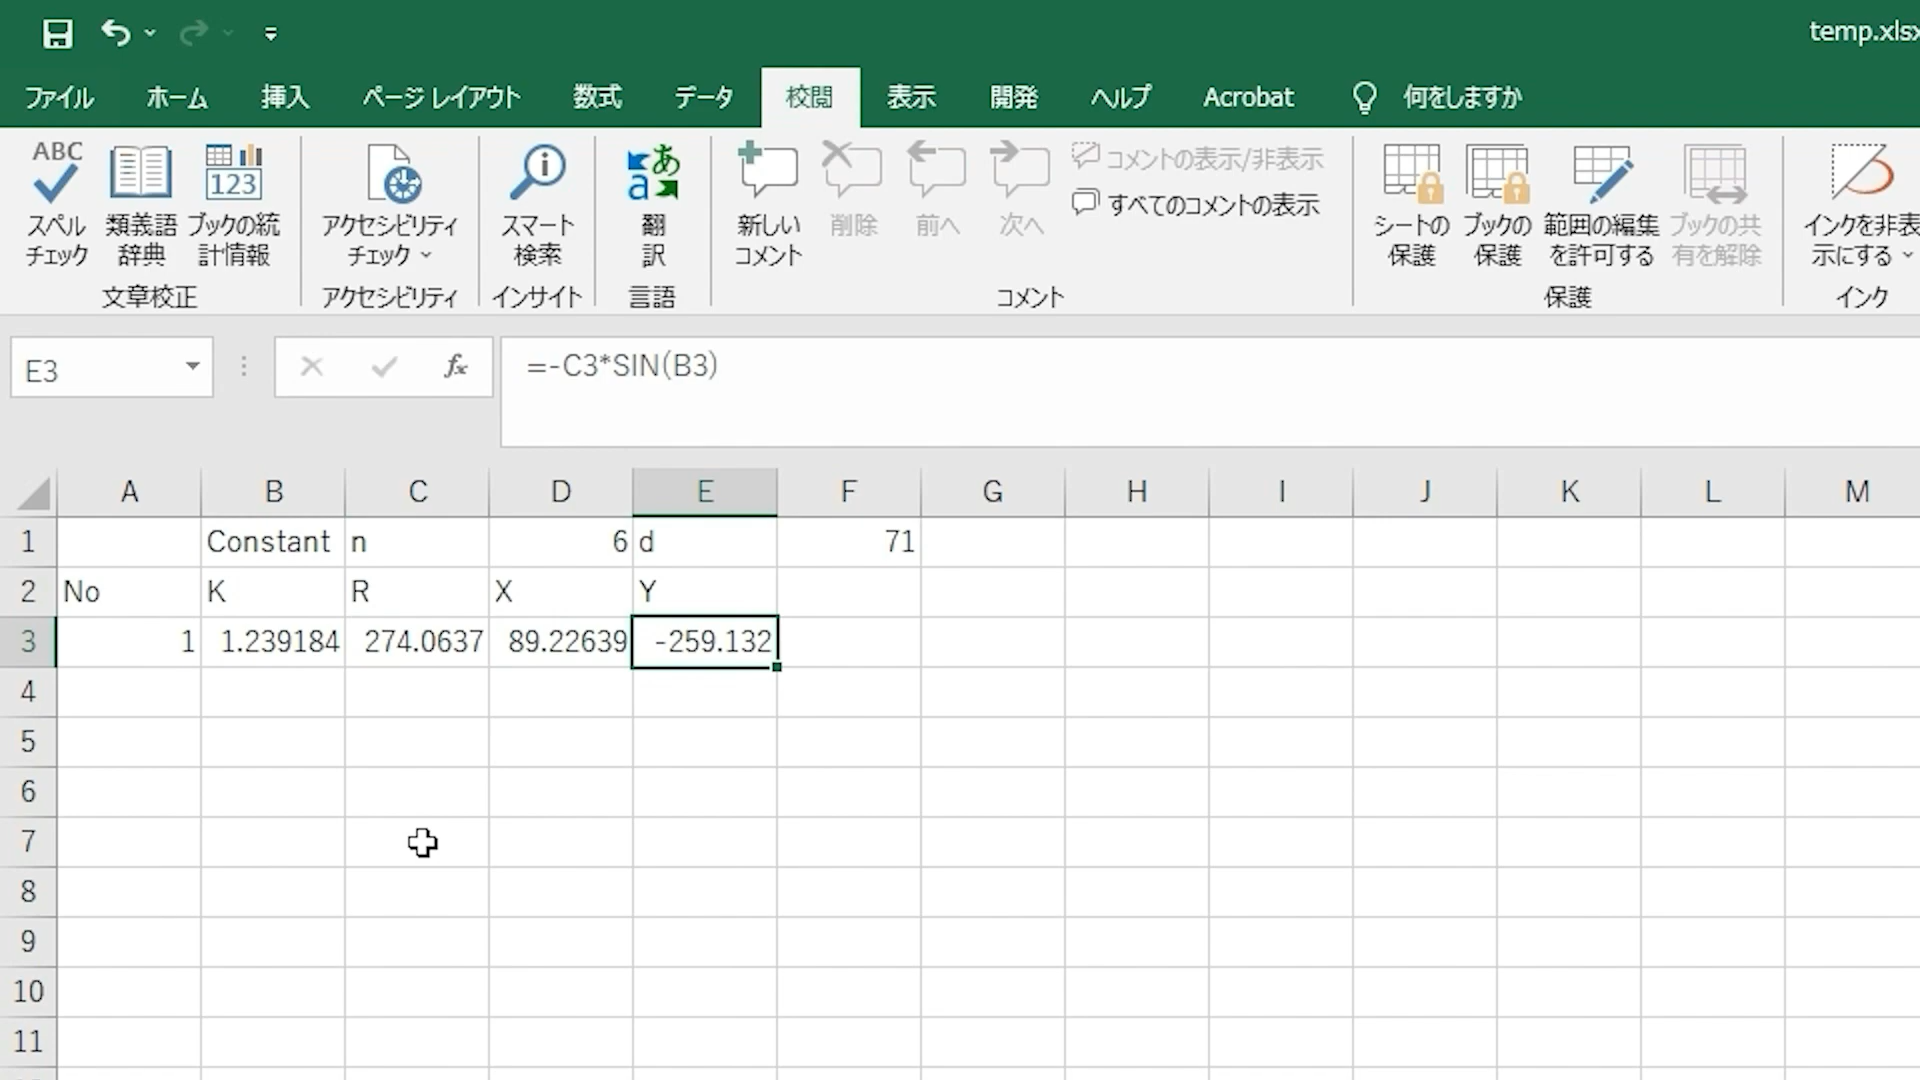 temp.xlsx
ファイル ホーム 挿入 ページ レイアウト 数式 データ 校閲 表示 開発 ヘルプ Acrobat 何をしますか
ABC
スペル
チェック
類義語
辞典
123
ブックの統
計情報
文章校正
アクセシビリティ
チェック
アクセシビリティ
スマート
検索
インサイト
あ
a
翻
訳
言語
新しい
コメント
削除
前へ
次へ
コメントの表示/非表示
すべてのコメントの表示
コメント
シートの
保護
ブックの
保護
範囲の編集
を許可する
ブックの共
有を解除
保護
インクを非表
示にする
インク
E3 fx =-C3*SIN(B3)
A B C D E F G H I J K L M
1 Constant n 6 d 71
2 No K R X Y
3 1 1.239184 274.0637 89.22639 -259.132
4
5
6
7
8
9
10
11